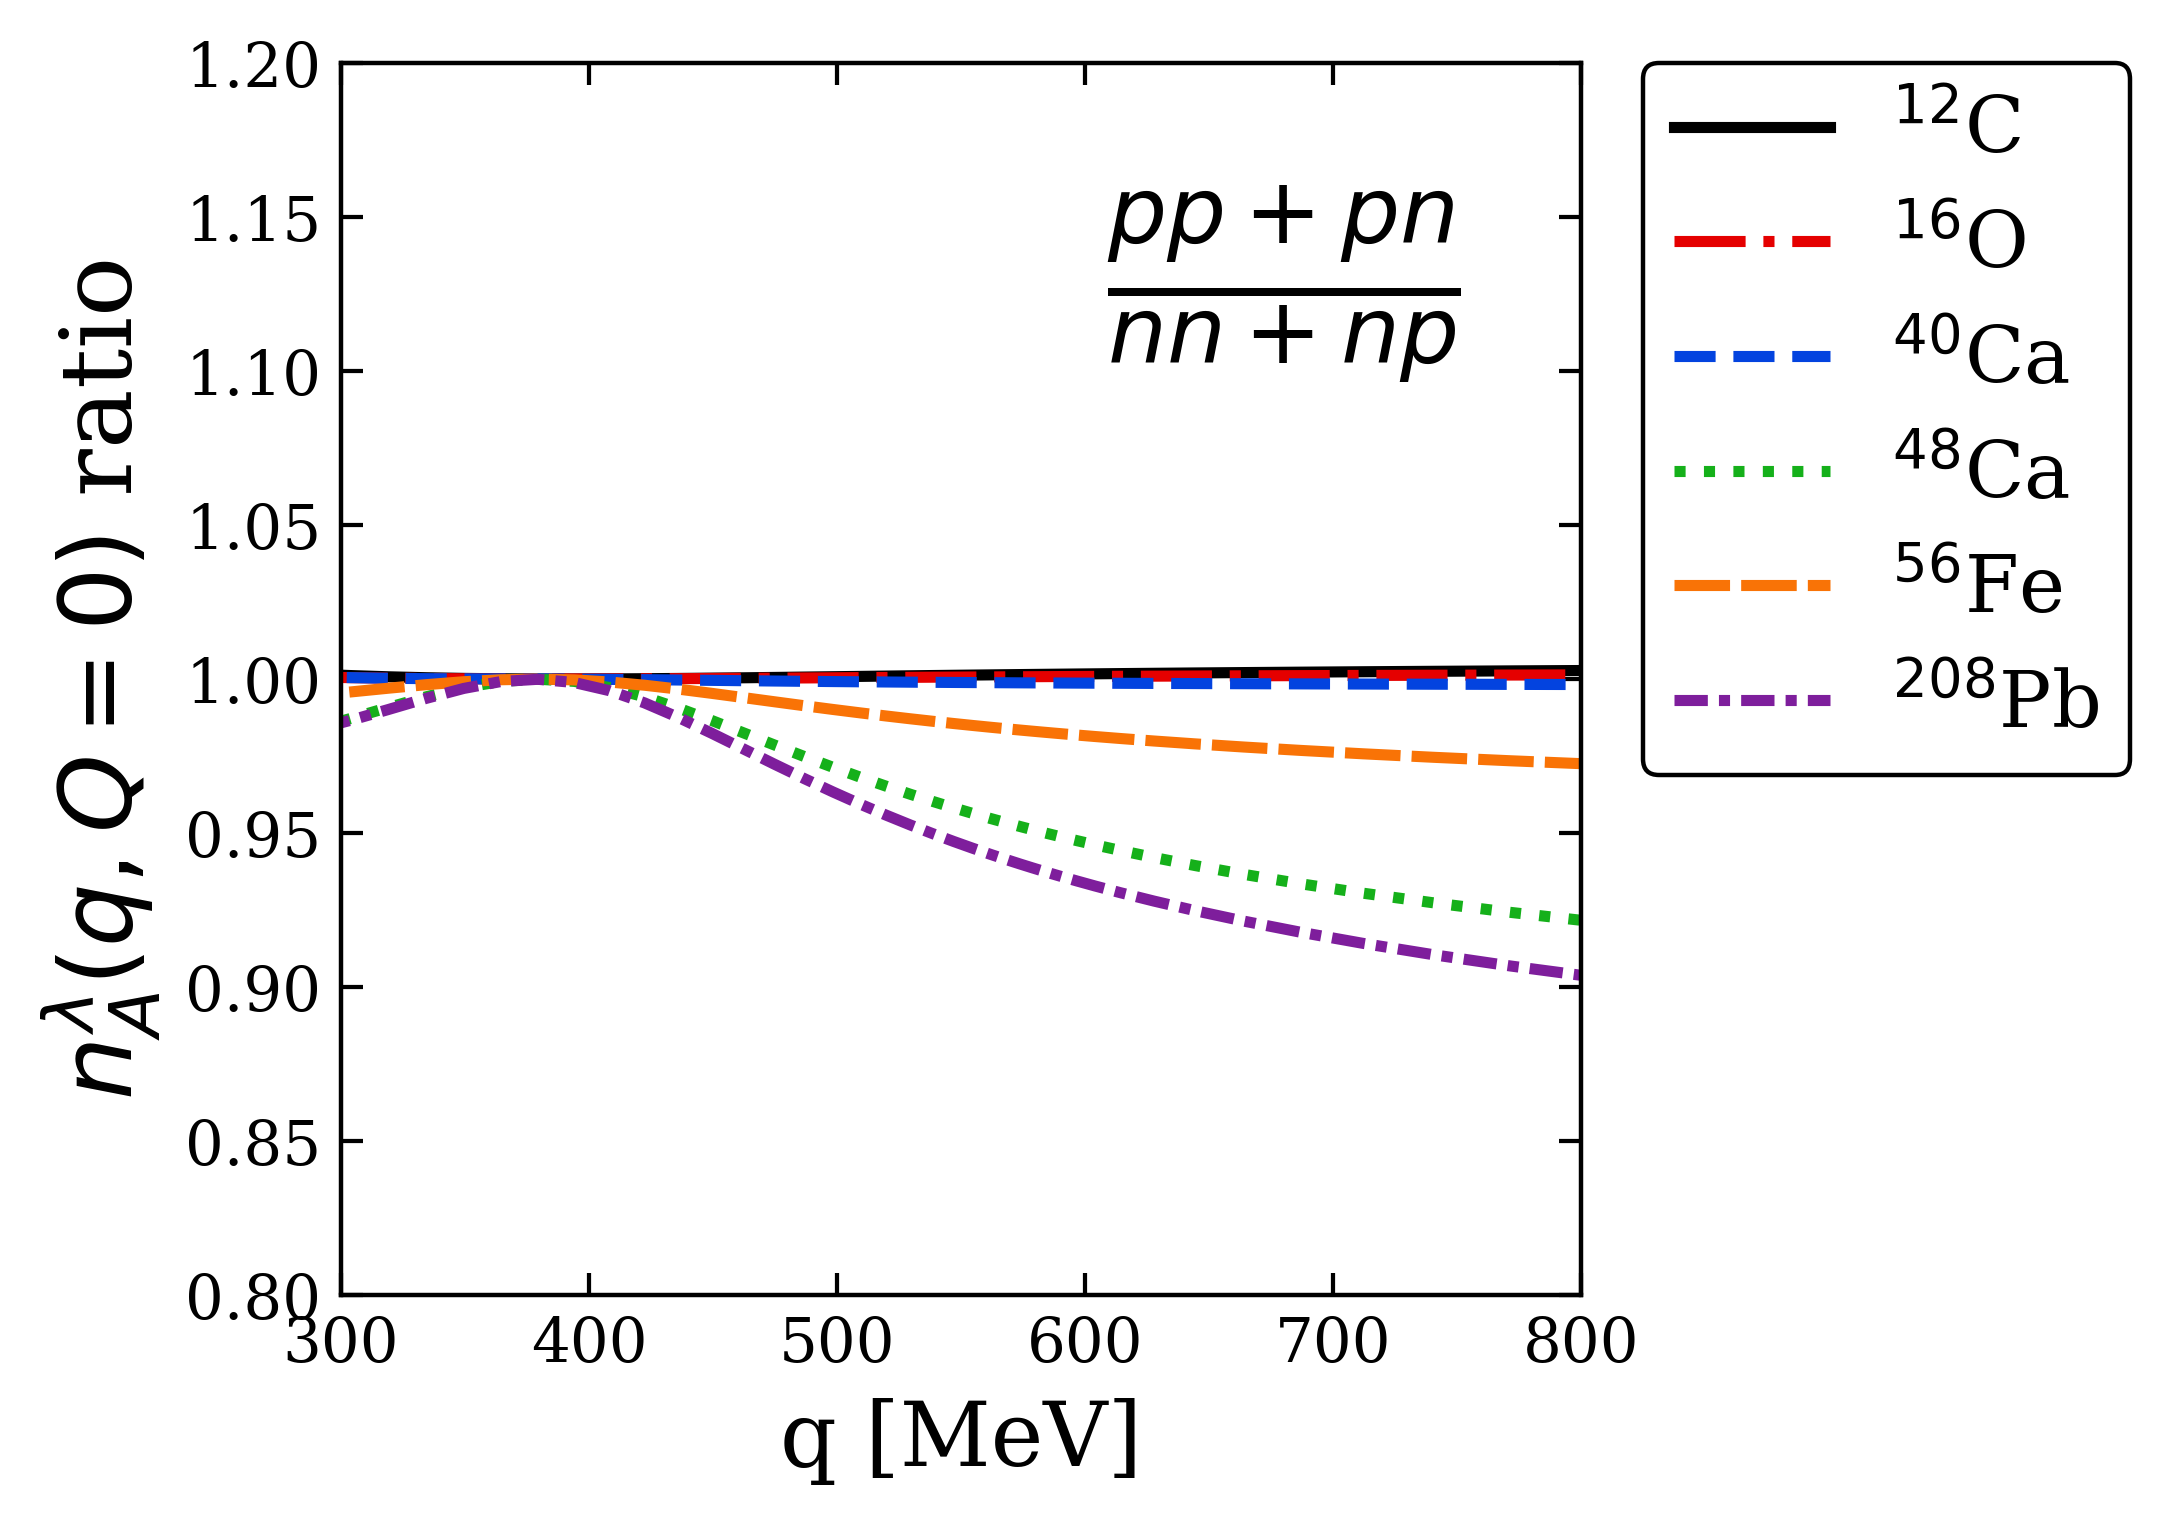 n_A^λ(q, Q = 0) ratio
1.20
1.15
1.10
1.05
1.00
0.95
0.90
0.85
0.80
300 400 500 600 700 800
q [MeV]
pp + pn
nn + np
¹²C
¹⁶O
⁴⁰Ca
⁴⁸Ca
⁵⁶Fe
²⁰⁸Pb